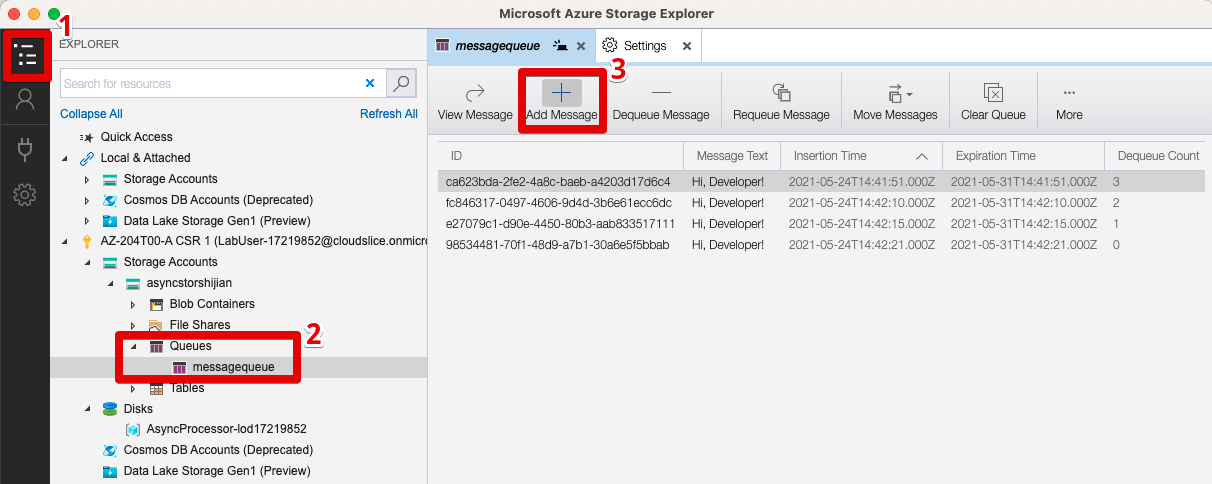 Microsoft Azure Storage Explorer
1
EXPLORER
Search for resources
Collapse All Refresh All
Quick Access
Local & Attached
Storage Accounts
Cosmos DB Accounts (Deprecated)
Data Lake Storage Gen1 (Preview)
AZ-204T00-A CSR 1 (LabUser-17219852@cloudslice.onmicro
Storage Accounts
asyncstorshijian
Blob Containers
File Shares
Queues
2
messagequeue
Tables
Disks
AsyncProcessor-lod17219852
Cosmos DB Accounts (Deprecated)
Data Lake Storage Gen1 (Preview)
messagequeue Settings
3
View Message Add Message Dequeue Message Requeue Message Move Messages Clear Queue More
ID Message Text Insertion Time Expiration Time Dequeue Count
ca623bda-2fe2-4a8c-baeb-a4203d17d6c4 Hi, Developer! 2021-05-24T14:41:51.000Z 2021-05-31T14:41:51.000Z 3
fc846317-0497-4606-9d4d-3b6e61ecc6dc Hi, Developer! 2021-05-24T14:42:10.000Z 2021-05-31T14:42:10.000Z 2
e27079c1-d90e-4450-80b3-aab833517111 Hi, Developer! 2021-05-24T14:42:15.000Z 2021-05-31T14:42:15.000Z 1
98534481-70f1-48d9-a7b1-30a6e5f5bbab Hi, Developer! 2021-05-24T14:42:21.000Z 2021-05-31T14:42:21.000Z 0